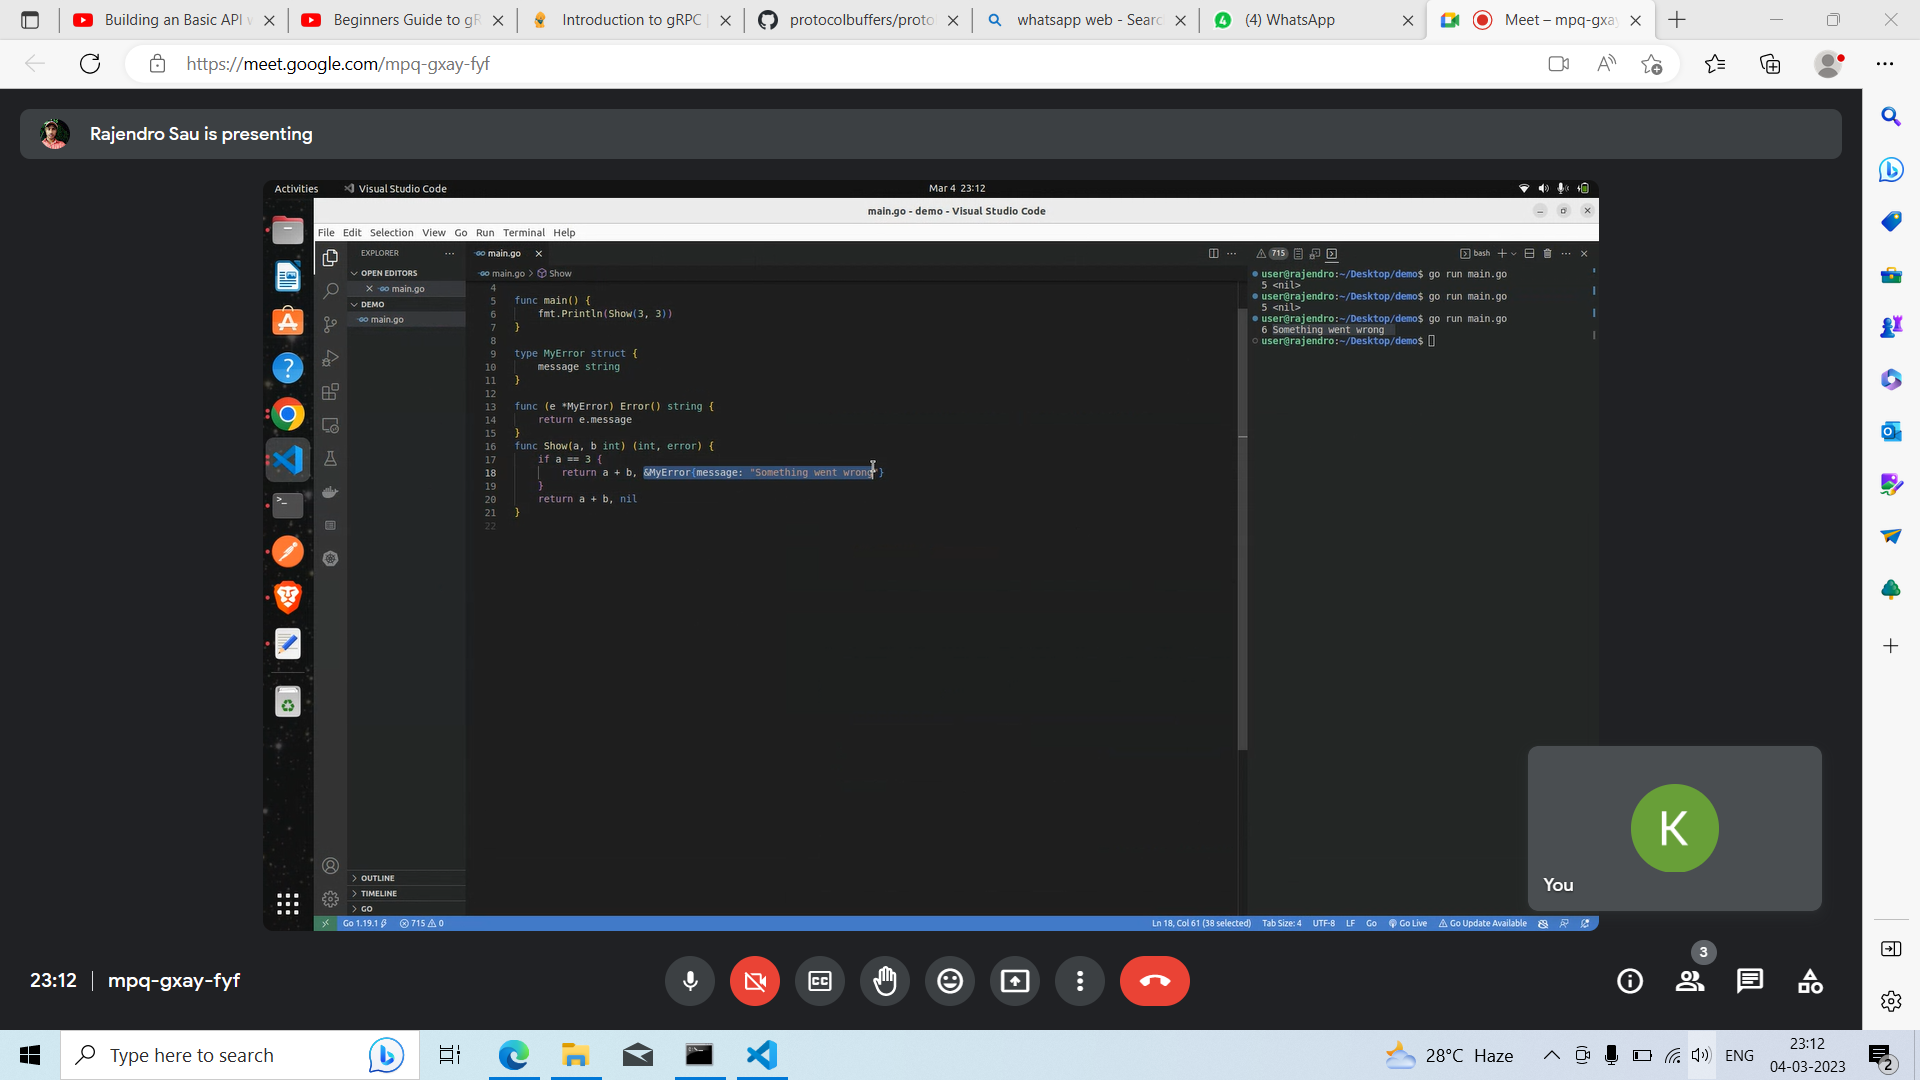 Building an Basic API w
Beginners Guide to gR
Introduction to gRPC |
protocolbuffers/proto
whatsapp web - Searc
(4) WhatsApp
Meet – mpq-gxay
https://meet.google.com/mpq-gxay-fyf
Rajendro Sau is presenting
Activities
Visual Studio Code
Mar 4 23:12
main.go - demo - Visual Studio Code
File Edit Selection View Go Run Terminal Help
EXPLORER
OPEN EDITORS
main.go
DEMO
main.go
main.go
main.go > Show
4
5 func main() {
6 fmt.Println(Show(3, 3))
7 }
8
9 type MyError struct {
10 message string
11 }
12
13 func (e *MyError) Error() string {
14 return e.message
15 }
16 func Show(a, b int) (int, error) {
17 if a == 3 {
18 return a + b, &MyError{message: "Something went wrong"}
19 }
20 return a + b, nil
21 }
22
715
bash
user@rajendro:~/Desktop/demo$ go run main.go
5 <nil>
user@rajendro:~/Desktop/demo$ go run main.go
5 <nil>
user@rajendro:~/Desktop/demo$ go run main.go
6 Something went wrong
user@rajendro:~/Desktop/demo$
OUTLINE
TIMELINE
GO
Go 1.19.1
715 0
Ln 18, Col 61 (38 selected) Tab Size: 4 UTF-8 LF Go Go Live Go Update Available
K
You
23:12 | mpq-gxay-fyf
3
Type here to search
28°C Haze
ENG
23:12
04-03-2023
2